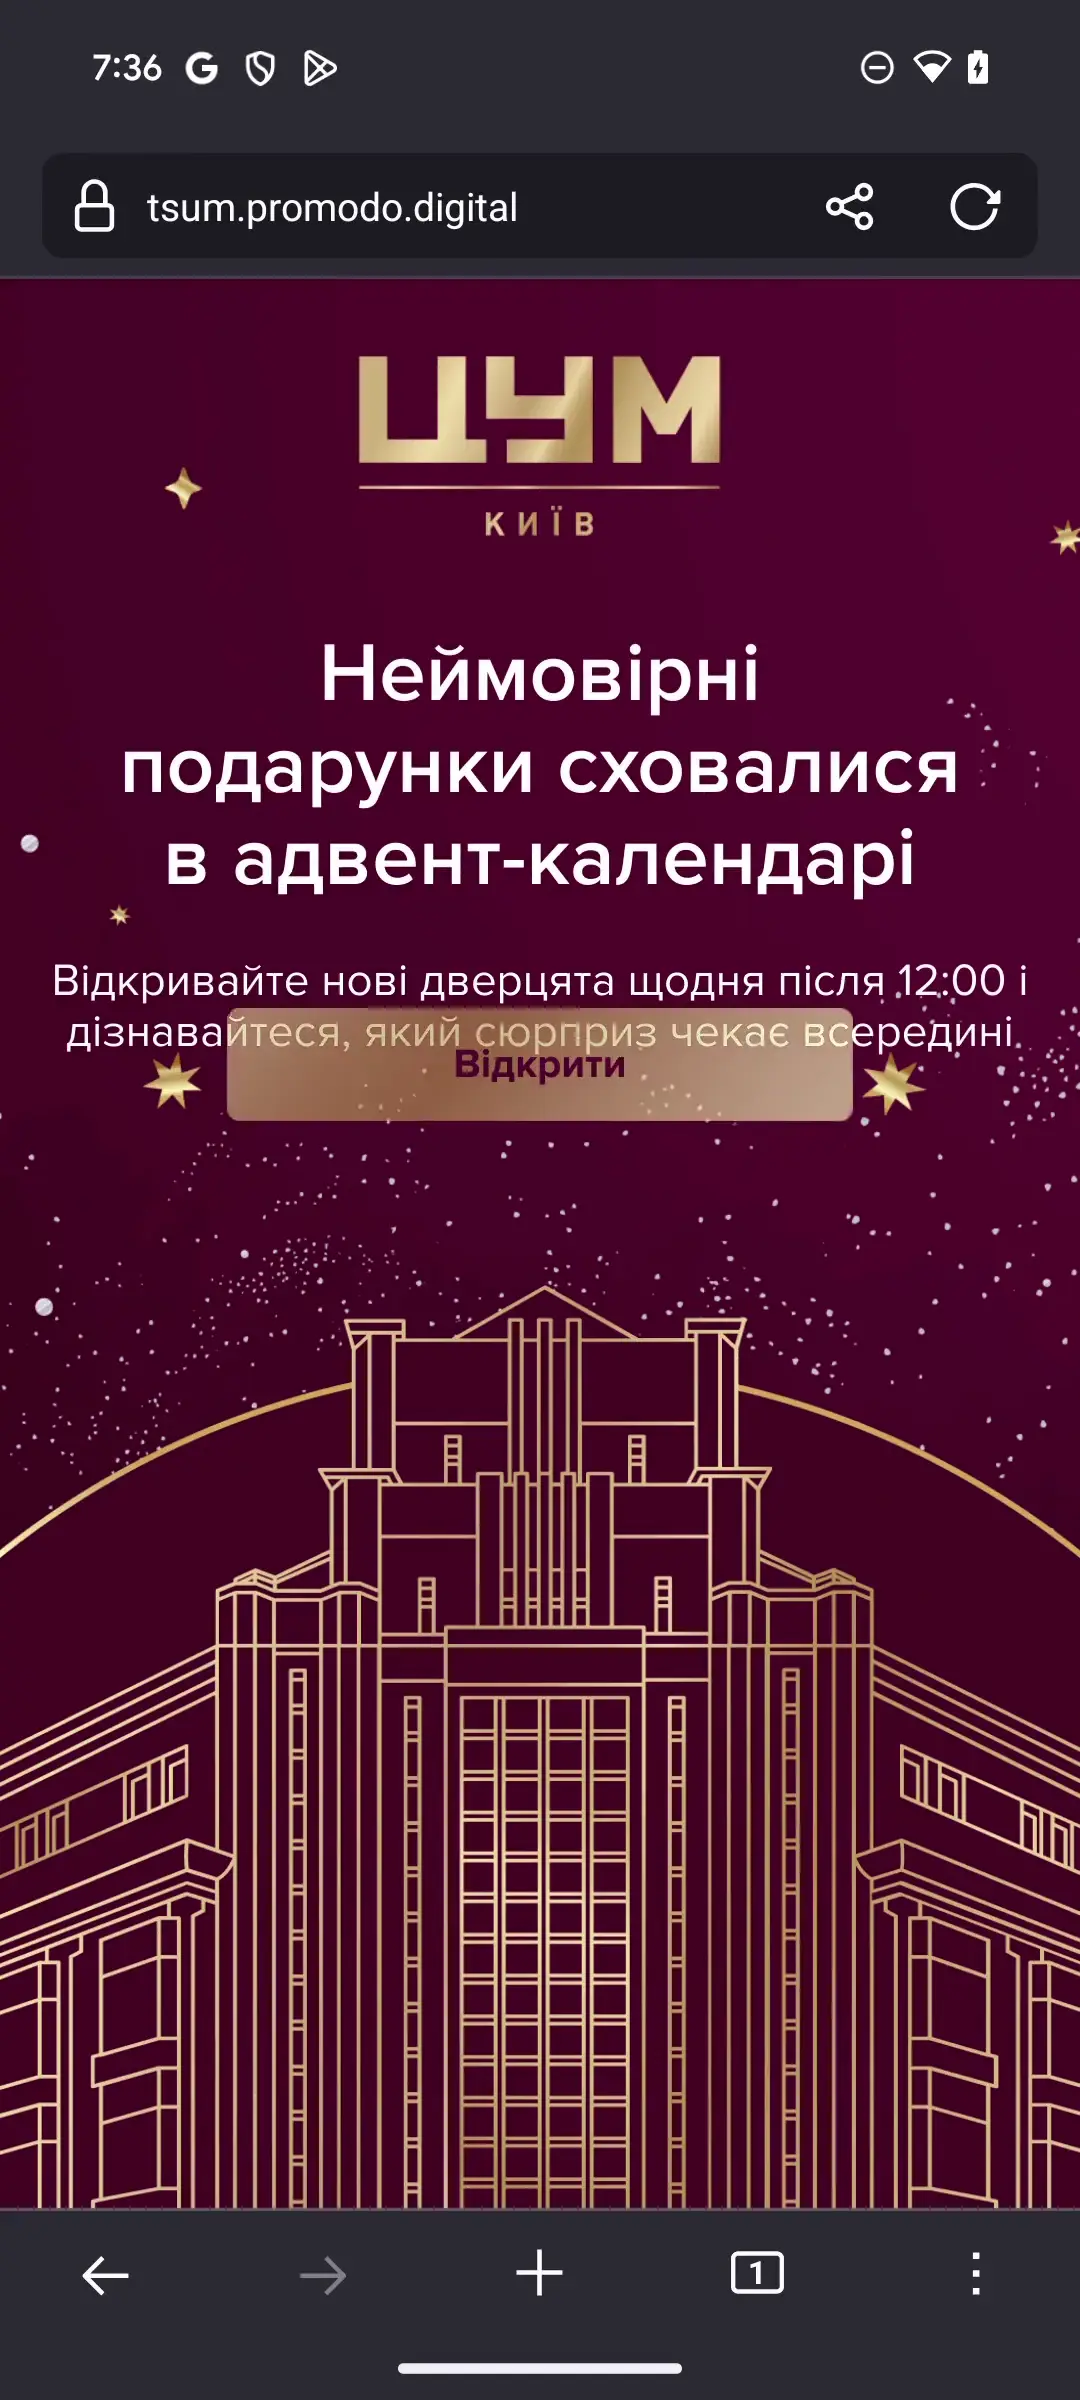 7:36
tsum.promodo.digital
ЦУМ
КИЇВ
Неймовірні
подарунки сховалися
в адвент-календарі
Відкривайте нові дверцята щодня після 12:00 і
дізнавайтеся, який сюрприз чекає всередині.
Відкрити
1